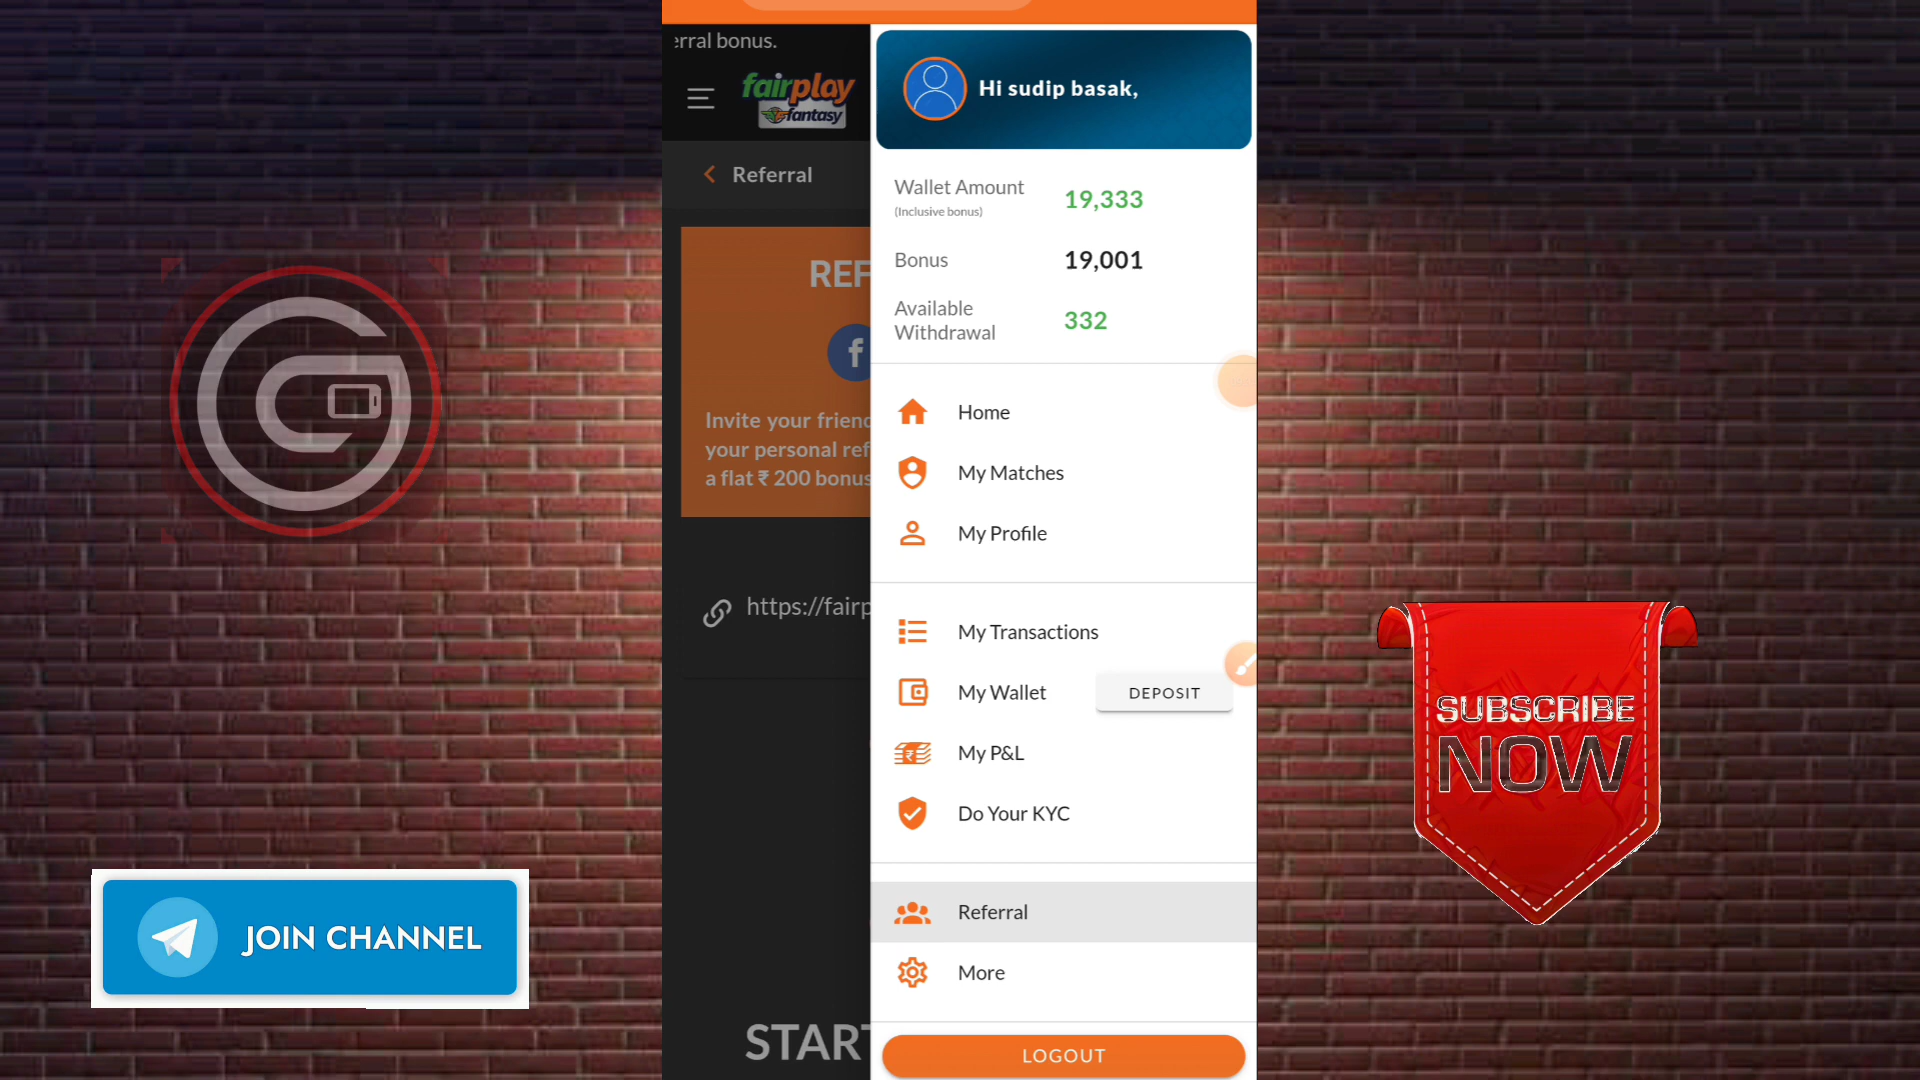 erral bonus.
fairplay
fantasy
Referral
REF
f
Invite your frien
your personal ref
a flat ₹ 200 bonus
https://fairp
START
Hi sudip basak,
Wallet Amount 19,333
(Inclusive bonus)
Bonus 19,001
Available
Withdrawal 332
Home
My Matches
My Profile
My Transactions
My Wallet DEPOSIT
My P&L
Do Your KYC
Referral
More
LOGOUT
JOIN CHANNEL
SUBSCRIBE
NOW